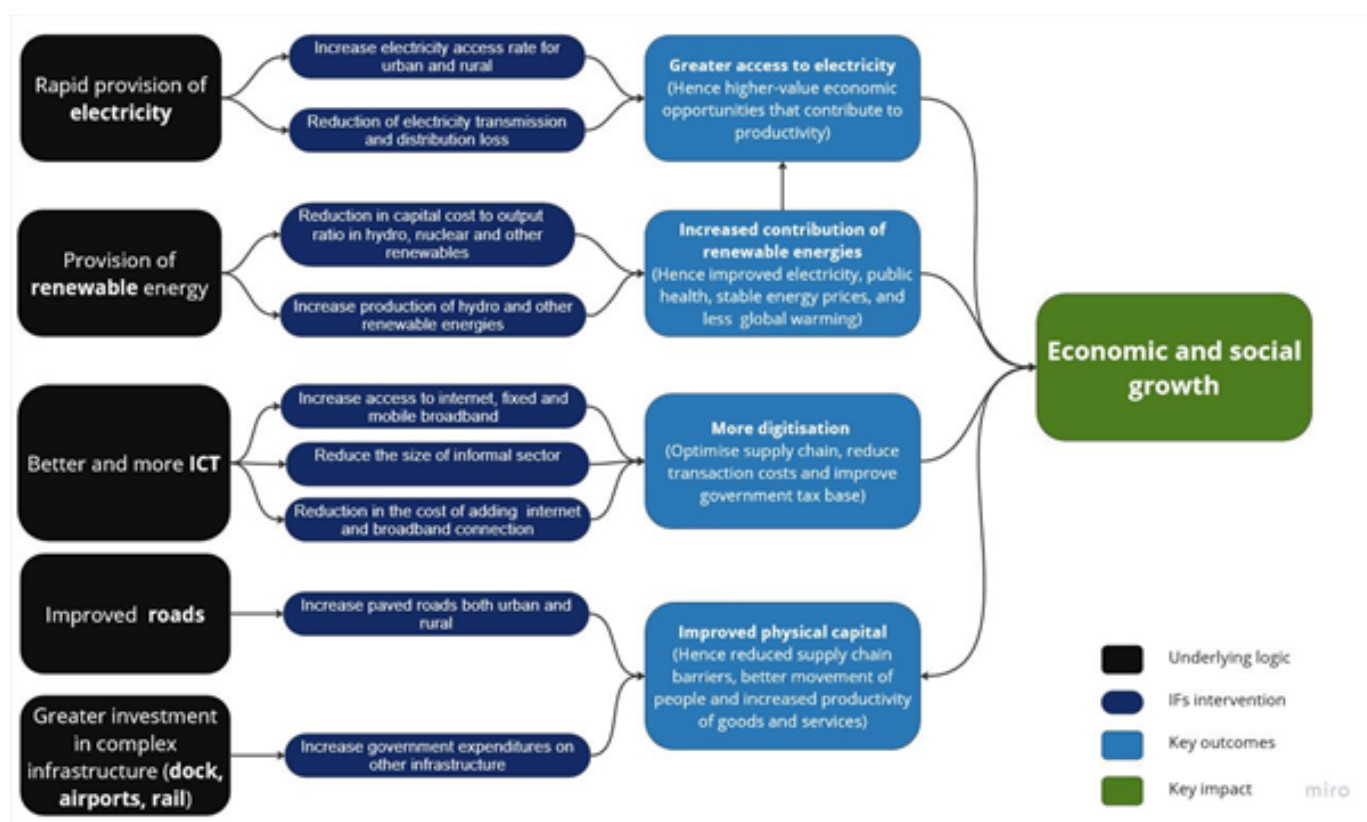 Rapid provision of
electricity
Increase electricity access rate for
urban and rural
Reduction of electricity transmission
and distribution loss
Greater access to electricity
(Hence higher-value economic
opportunities that contribute to
productivity)
Provision of
renewable energy
Reduction in capital cost to output
ratio in hydro, nuclear and other
renewables
Increase production of hydro and other
renewable energies
Increased contribution of
renewable energies
(Hence improved electricity, public
health, stable energy prices, and
less global warming)
Better and more ICT
Increase access to internet, fixed and
mobile broadband
Reduce the size of informal sector
Reduction in the cost of adding internet
and broadband connection
More digitisation
(Optimise supply chain, reduce
transaction costs and improve
government tax base)
Economic and social
growth
Improved roads
Increase paved roads both urban and
rural
Greater investment
in complex
infrastructure (dock,
airports, rail)
Increase government expenditures on
other infrastructure
Improved physical capital
(Hence reduced supply chain
barriers, better movement of
people and increased productivity
of goods and services)
Underlying logic
IFs intervention
Key outcomes
Key impact
miro